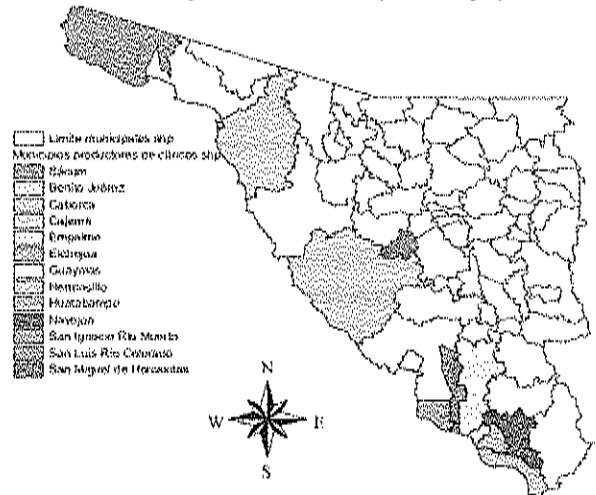 Limite municipales shp
Municipios productores de citricos shp
Bácum
Benito Juárez
Caborca
Cajeme
Empalme
Etchojoa
Guaymas
Hermosillo
Huatabampo
Navojoa
San Ignacio Río Muerto
San Luis Río Colorado
San Miguel de Horcasitas
N
W E
S